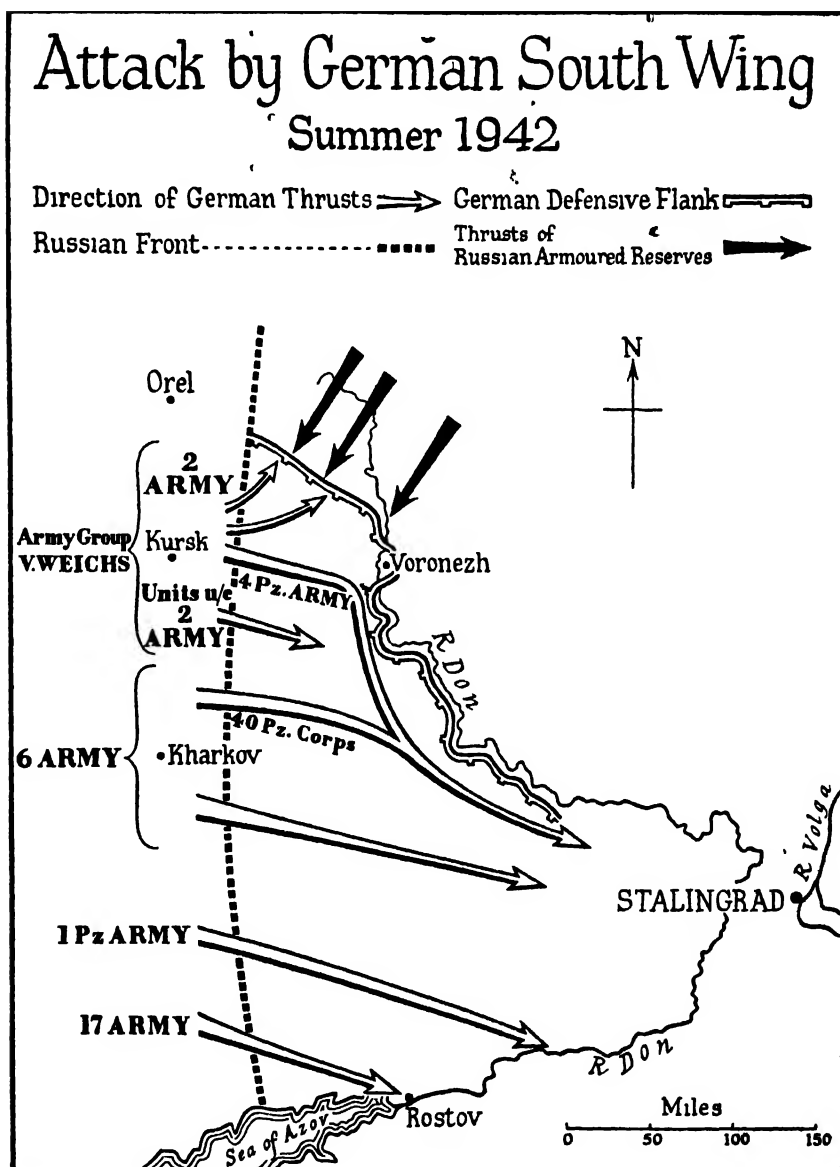 Attack by German South Wing
Summer 1942
Direction of German Thrusts
German Defensive Flank
Russian Front
Thrusts of
Russian Armoured Reserves
N
Orel
2
ARMY
Army Group
V. WEICHS
Kursk
Voronezh
Units u/c
2
ARMY
4 Pz. ARMY
R Don
40 Pz. Corps
6 ARMY
Kharkov
R Volga
STALINGRAD
1 Pz ARMY
17 ARMY
R Don
Rostov
Sea of Azov
Miles
0 50 100 150